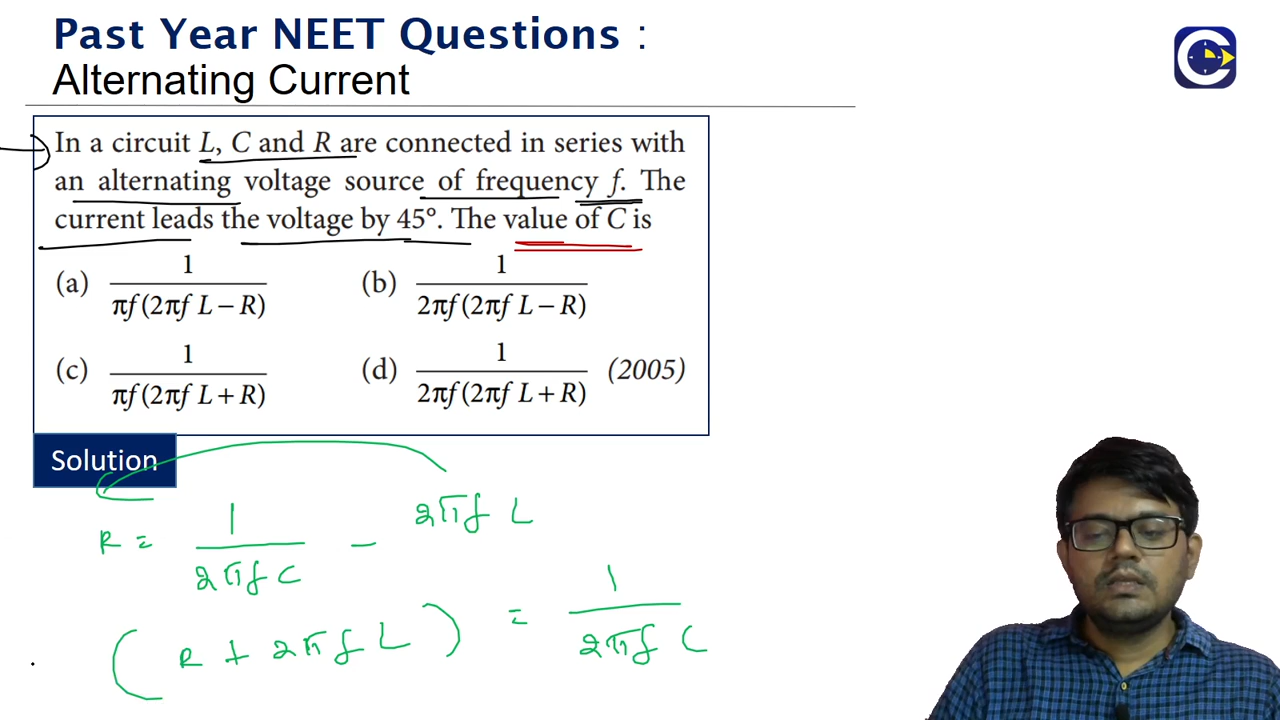 Past Year NEET Questions :
Alternating Current
In a circuit L, C and R are connected in series with
an alternating voltage source of frequency f. The
current leads the voltage by 45°. The value of C is
(a) 1 / πf(2πf L – R) (b) 1 / 2πf(2πf L – R)
(c) 1 / πf(2πf L + R) (d) 1 / 2πf(2πf L + R) (2005)
Solution
R = 1 / 2πfC – 2πf L
(R + 2πf L) = 1 / 2πf C